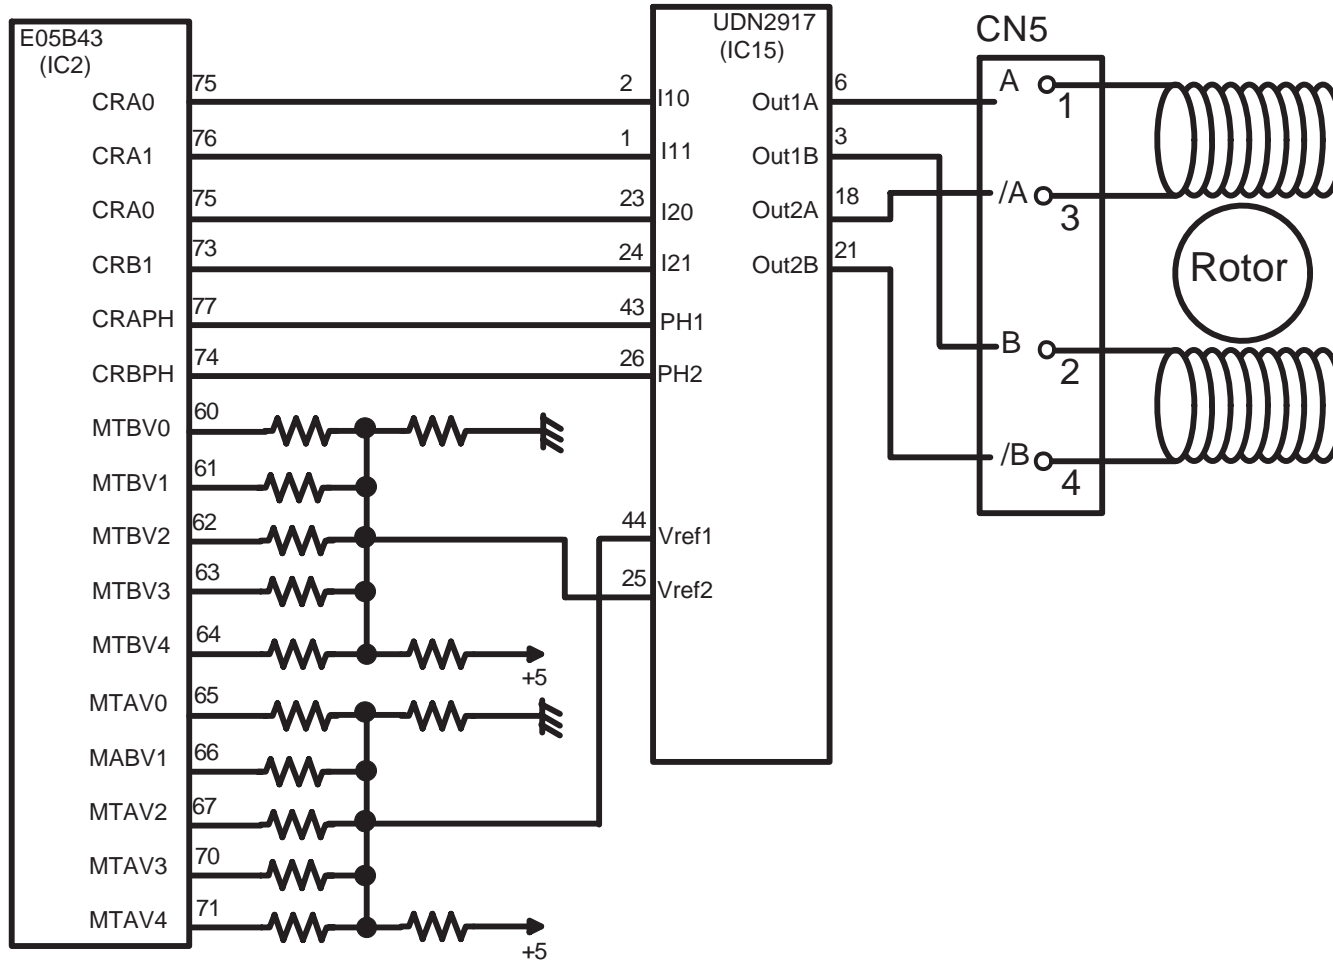 E05B43
(IC2)
CRA0 75
CRA1 76
CRA0 75
CRB1 73
CRAPH 77
CRBPH 74
MTBV0 60
MTBV1 61
MTBV2 62
MTBV3 63
MTBV4 64
+5
MTAV0 65
MABV1 66
MTAV2 67
MTAV3 70
MTAV4 71
+5
UDN2917
(IC15)
2 I10 Out1A 6
1 I11 Out1B 3
23 I20 Out2A 18
24 I21 Out2B 21
43 PH1
26 PH2
44 Vref1
25 Vref2
CN5
A 1
/A 3
B 2
/B 4
Rotor